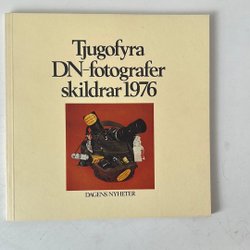 Tjugofyra
DN-fotografer
skildrar 1976
DAGENS NYHETER